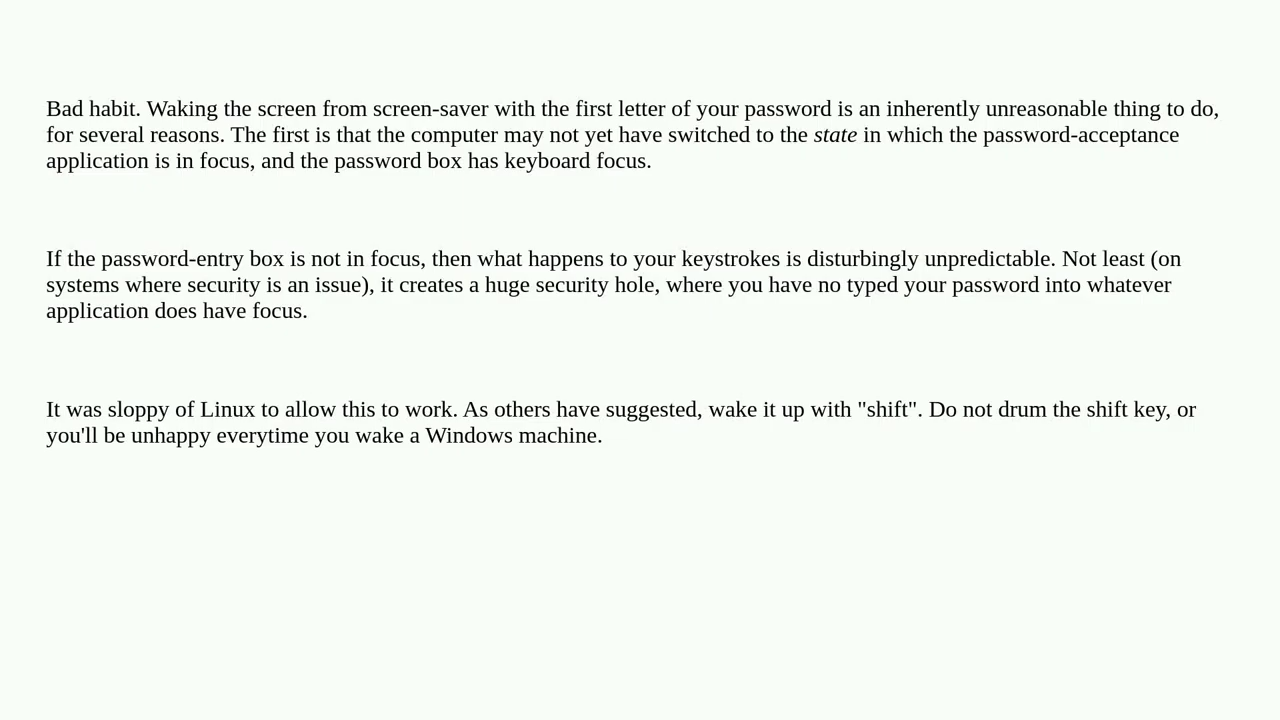 Bad habit. Waking the screen from screen-saver with the first letter of your password is an inherently unreasonable thing to do,
for several reasons. The first is that the computer may not yet have switched to the state in which the password-acceptance
application is in focus, and the password box has keyboard focus.
If the password-entry box is not in focus, then what happens to your keystrokes is disturbingly unpredictable. Not least (on
systems where security is an issue), it creates a huge security hole, where you have no typed your password into whatever
application does have focus.
It was sloppy of Linux to allow this to work. As others have suggested, wake it up with "shift". Do not drum the shift key, or
you'll be unhappy everytime you wake a Windows machine.